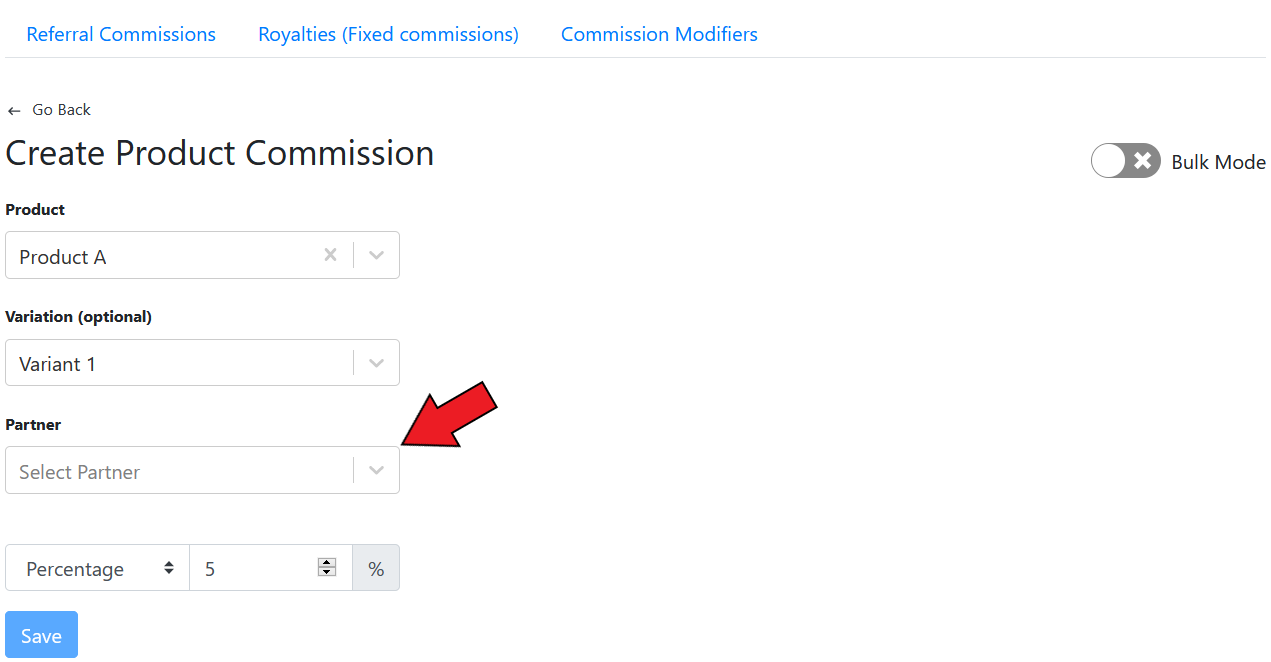 Referral Commissions Royalties (Fixed commissions) Commission Modifiers
← Go Back
Create Product Commission
Bulk Mode
Product
Product A
Variation (optional)
Variant 1
Partner
Select Partner
Percentage 5 %
Save